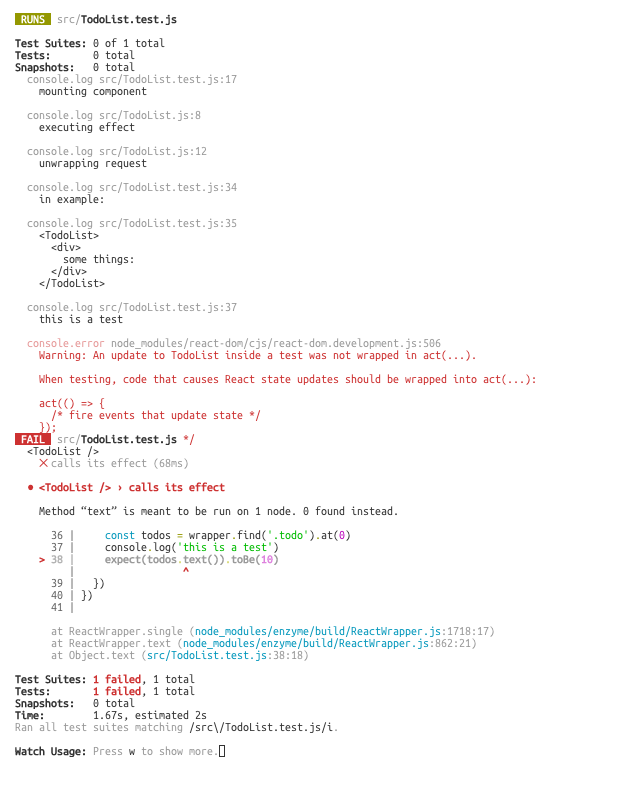 RUNS src/TodoList.test.js
Test Suites: 0 of 1 total
Tests: 0 total
Snapshots: 0 total
console.log src/TodoList.test.js:17
mounting component
console.log src/TodoList.js:8
executing effect
console.log src/TodoList.js:12
unwrapping request
console.log src/TodoList.test.js:34
in example:
console.log src/TodoList.test.js:35
<TodoList>
<div>
some things:
</div>
</TodoList>
console.log src/TodoList.test.js:37
this is a test
console.error node_modules/react-dom/cjs/react-dom.development.js:506
Warning: An update to TodoList inside a test was not wrapped in act(...).
When testing, code that causes React state updates should be wrapped into act(...):
act(() => {
/* fire events that update state */
});
FAIL src/TodoList.test.js */
<TodoList />
✕ calls its effect (68ms)
● <TodoList /> › calls its effect
Method “text” is meant to be run on 1 node. 0 found instead.
36 | const todos = wrapper.find('.todo').at(0)
37 | console.log('this is a test')
> 38 | expect(todos.text()).toBe(10)
| ^
39 | })
40 | })
41 |
at ReactWrapper.single (node_modules/enzyme/build/ReactWrapper.js:1718:17)
at ReactWrapper.text (node_modules/enzyme/build/ReactWrapper.js:862:21)
at Object.text (src/TodoList.test.js:38:18)
Test Suites: 1 failed, 1 total
Tests: 1 failed, 1 total
Snapshots: 0 total
Time: 1.67s, estimated 2s
Ran all test suites matching /src\/TodoList.test.js/i.
Watch Usage: Press w to show more.